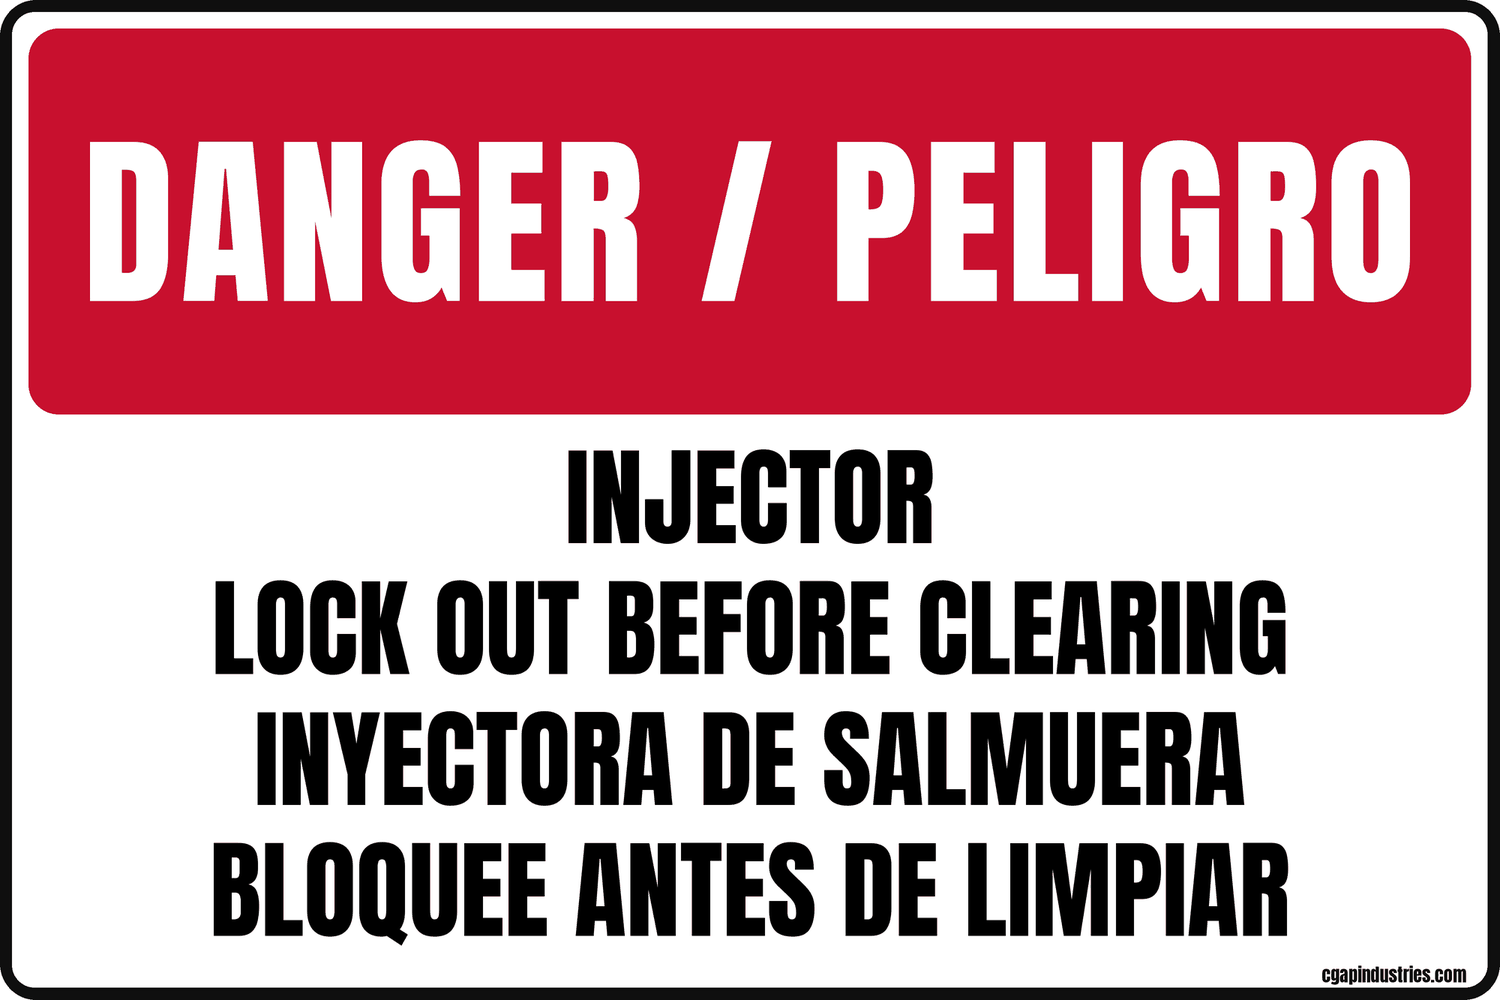 DANGER / PELIGRO
INJECTOR
LOCK OUT BEFORE CLEARING
INYECTORA DE SALMUERA
BLOQUEE ANTES DE LIMPIAR
cgapindustries.com